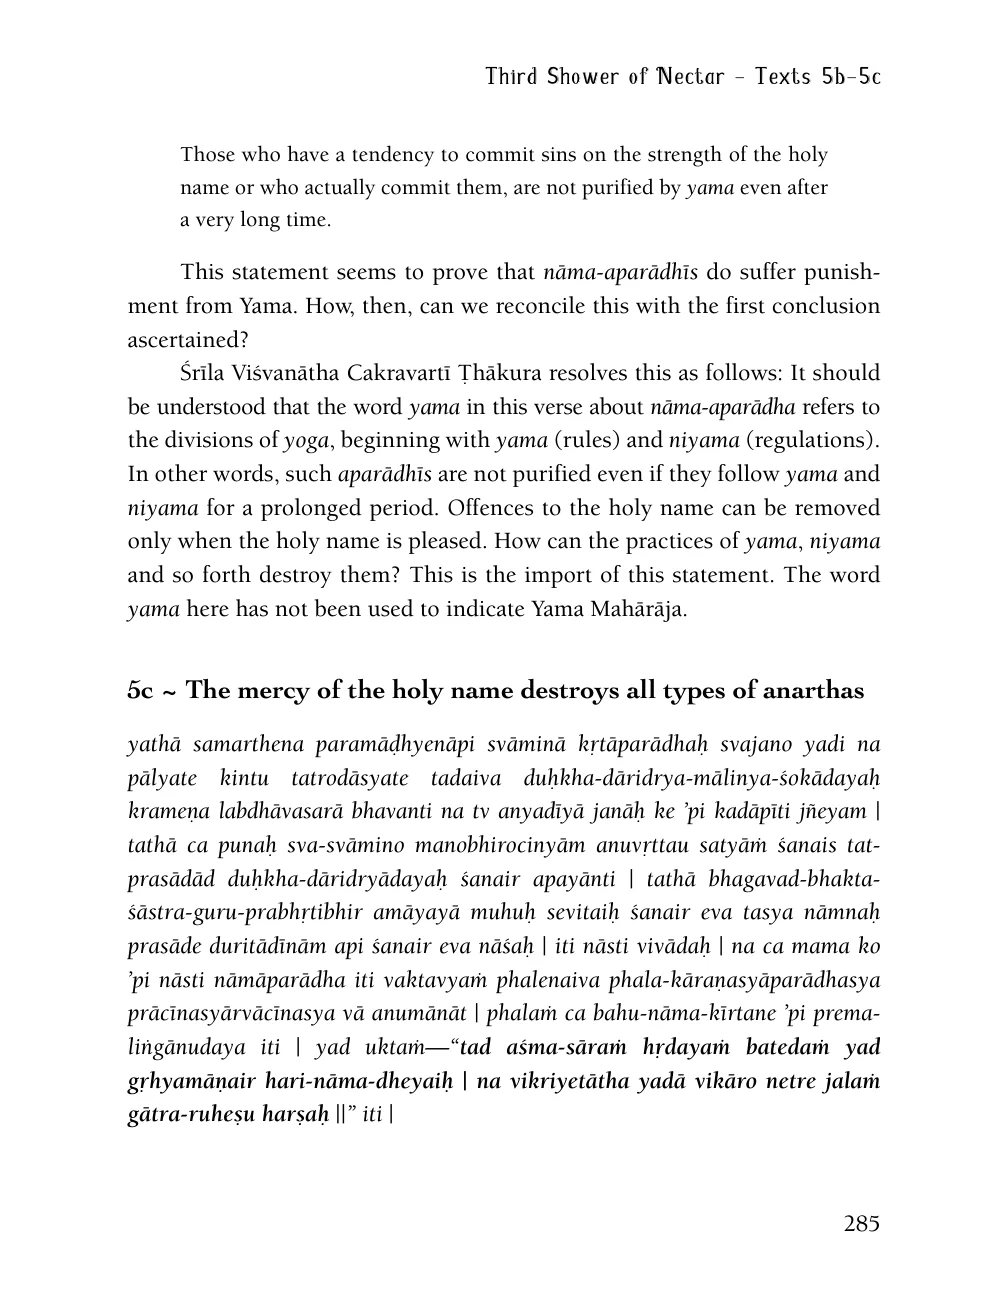 Third Shower of Nectar – Texts 5b–5c
Those who have a tendency to commit sins on the strength of the holy
name or who actually commit them, are not purified by yama even after
a very long time.
This statement seems to prove that nāma-aparādhīs do suffer punish-
ment from Yama. How, then, can we reconcile this with the first conclusion
ascertained?
Śrīla Viśvanātha Cakravartī Ṭhākura resolves this as follows: It should
be understood that the word yama in this verse about nāma-aparādha refers to
the divisions of yoga, beginning with yama (rules) and niyama (regulations).
In other words, such aparādhīs are not purified even if they follow yama and
niyama for a prolonged period. Offences to the holy name can be removed
only when the holy name is pleased. How can the practices of yama, niyama
and so forth destroy them? This is the import of this statement. The word
yama here has not been used to indicate Yama Mahārāja.
5c ~ The mercy of the holy name destroys all types of anarthas
yathā samarthena paramāḍhyenāpi svāminā kṛtāparādhaḥ svajano yadi na
pālyate kintu tatrodāsyate tadaiva duḥkha-dāridrya-mālinya-śokādayaḥ
krameṇa labdhāvasarā bhavanti na tv anyadīyā janāḥ ke ’pi kadāpīti jñeyam |
tathā ca punaḥ sva-svāmino manobhirocinyām anuvṛttau satyāṁ śanais tat-
prasādād duḥkha-dāridryādayaḥ śanair apayānti | tathā bhagavad-bhakta-
śāstra-guru-prabhṛtibhir amāyayā muhuḥ sevitaiḥ śanair eva tasya nāmnaḥ
prasāde duritādīnām api śanair eva nāśaḥ | iti nāsti vivādaḥ | na ca mama ko
’pi nāsti nāmāparādha iti vaktavyaṁ phalenaiva phala-kāraṇasyāparādhasya
prācīnasyārvācīnasya vā anumānāt | phalaṁ ca bahu-nāma-kīrtane ’pi prema-
liṅgānudaya iti | yad uktaṁ—“tad aśma-sāraṁ hṛdayaṁ batedaṁ yad
gṛhyamāṇair hari-nāma-dheyaiḥ | na vikriyetātha yadā vikāro netre jalaṁ
gātra-ruheṣu harṣaḥ ||” iti |
285